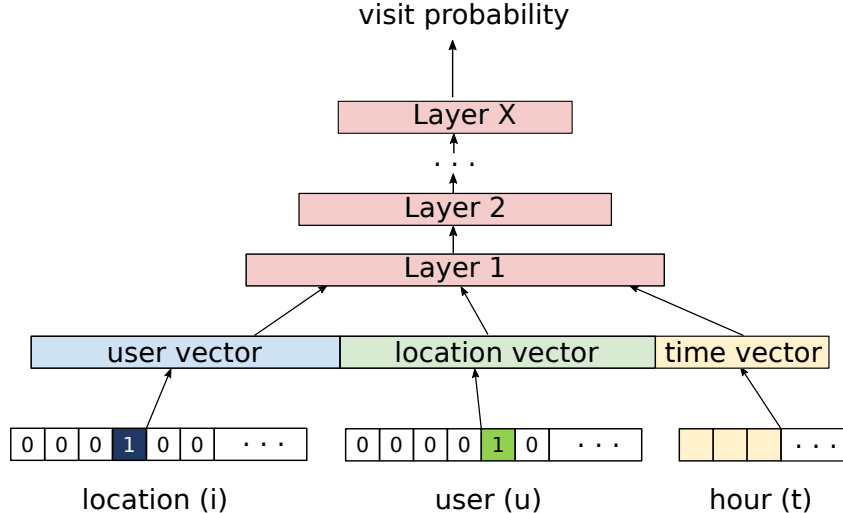 visit probability
Layer X
. . .
Layer 2
Layer 1
user vector location vector time vector
0 0 0 1 0 0 . . . 0 0 0 0 1 0 . . . . . .
location (i) user (u) hour (t)